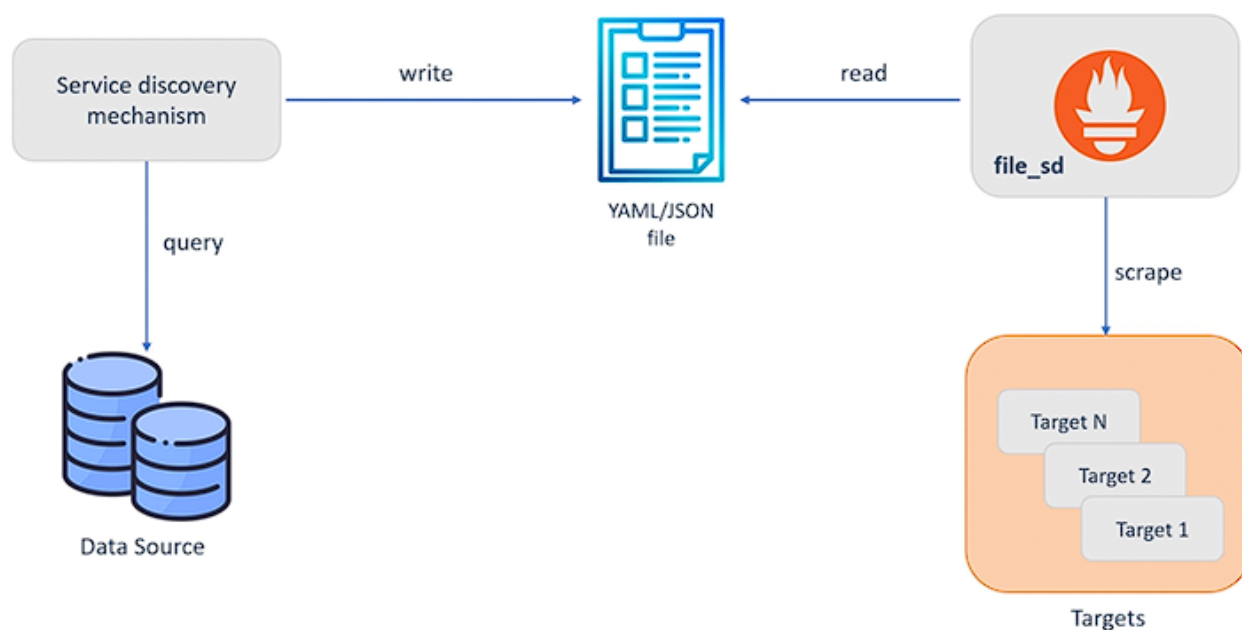 Service discovery
mechanism
write
read
file_sd
YAML/JSON
file
query
scrape
Target N
Target 2
Target 1
Data Source
Targets